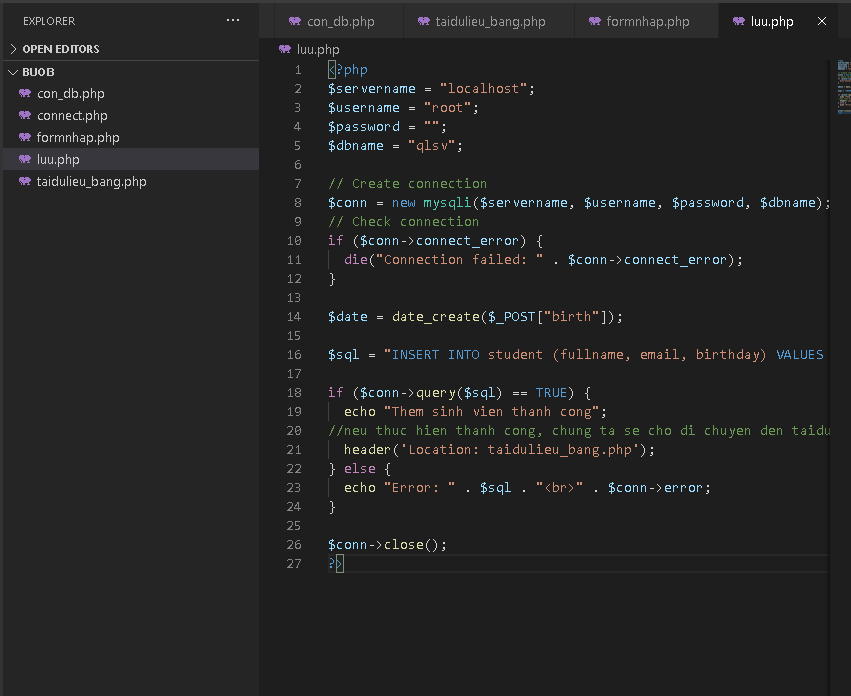 EXPLORER
···
con_db.php
taidulieu_bang.php
formnhap.php
luu.php
OPEN EDITORS
BUOB
con_db.php
connect.php
formnhap.php
luu.php
taidulieu_bang.php
luu.php
1 <?php
2 $servername = "localhost";
3 $username = "root";
4 $password = "";
5 $dbname = "qlsv";
6
7 // Create connection
8 $conn = new mysqli($servername, $username, $password, $dbname);
9 // Check connection
10 if ($conn->connect_error) {
11 die("Connection failed: " . $conn->connect_error);
12 }
13
14 $date = date_create($_POST["birth"]);
15
16 $sql = "INSERT INTO student (fullname, email, birthday) VALUES
17
18 if ($conn->query($sql) == TRUE) {
19 echo "Them sinh vien thanh cong";
20 //neu thuc hien thanh cong, chung ta se cho di chuyen den taidu
21 header('Location: taidulieu_bang.php');
22 } else {
23 echo "Error: " . $sql . "<br>" . $conn->error;
24 }
25
26 $conn->close();
27 ?>